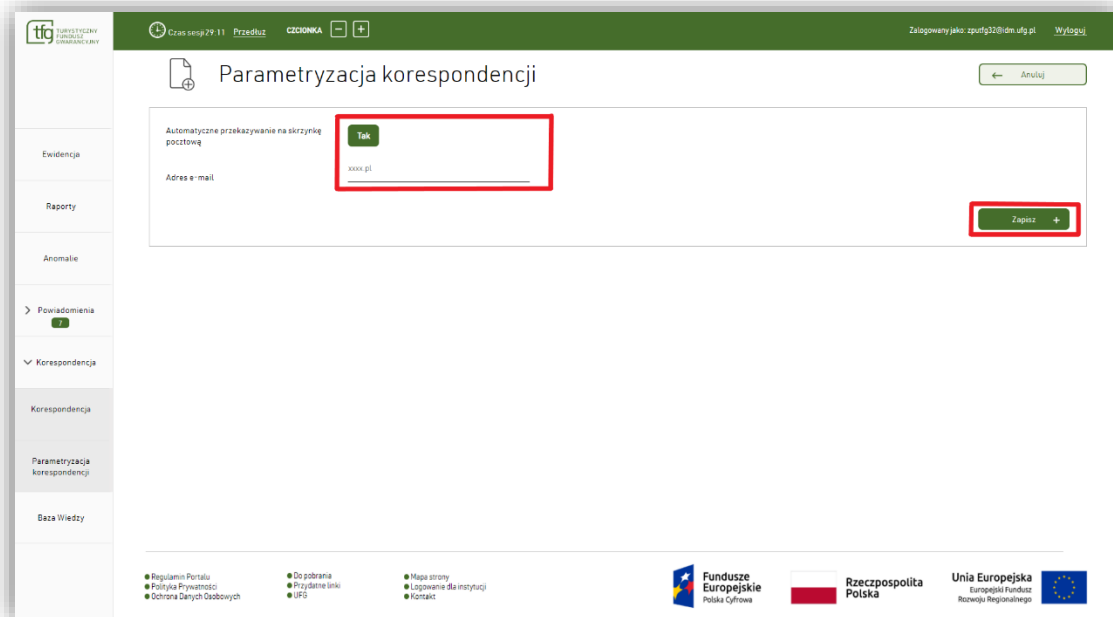 tfg TURYSTYCZNY
FUNDUSZ
GWARANCYJNY
Czas sesji 29:11 Przedłuż CZCIONKA − +
Zalogowany jako: zputfg32@idm.ufg.pl Wyloguj
Parametryzacja korespondencji
← Anuluj
Automatyczne przekazywanie na skrzynkę
pocztową
Tak
Adres e-mail
xxxx.pl
Zapisz +
Ewidencja
Raporty
Anomalie
Powiadomienia
7
Korespondencja
Korespondencja
Parametryzacja
korespondencji
Baza Wiedzy
Regulamin Portalu
Polityka Prywatności
Ochrona Danych Osobowych
Do pobrania
Przydatne linki
UFG
Mapa strony
Logowanie dla instytucji
Kontakt
Fundusze
Europejskie
Polska Cyfrowa
Rzeczpospolita
Polska
Unia Europejska
Europejski Fundusz
Rozwoju Regionalnego